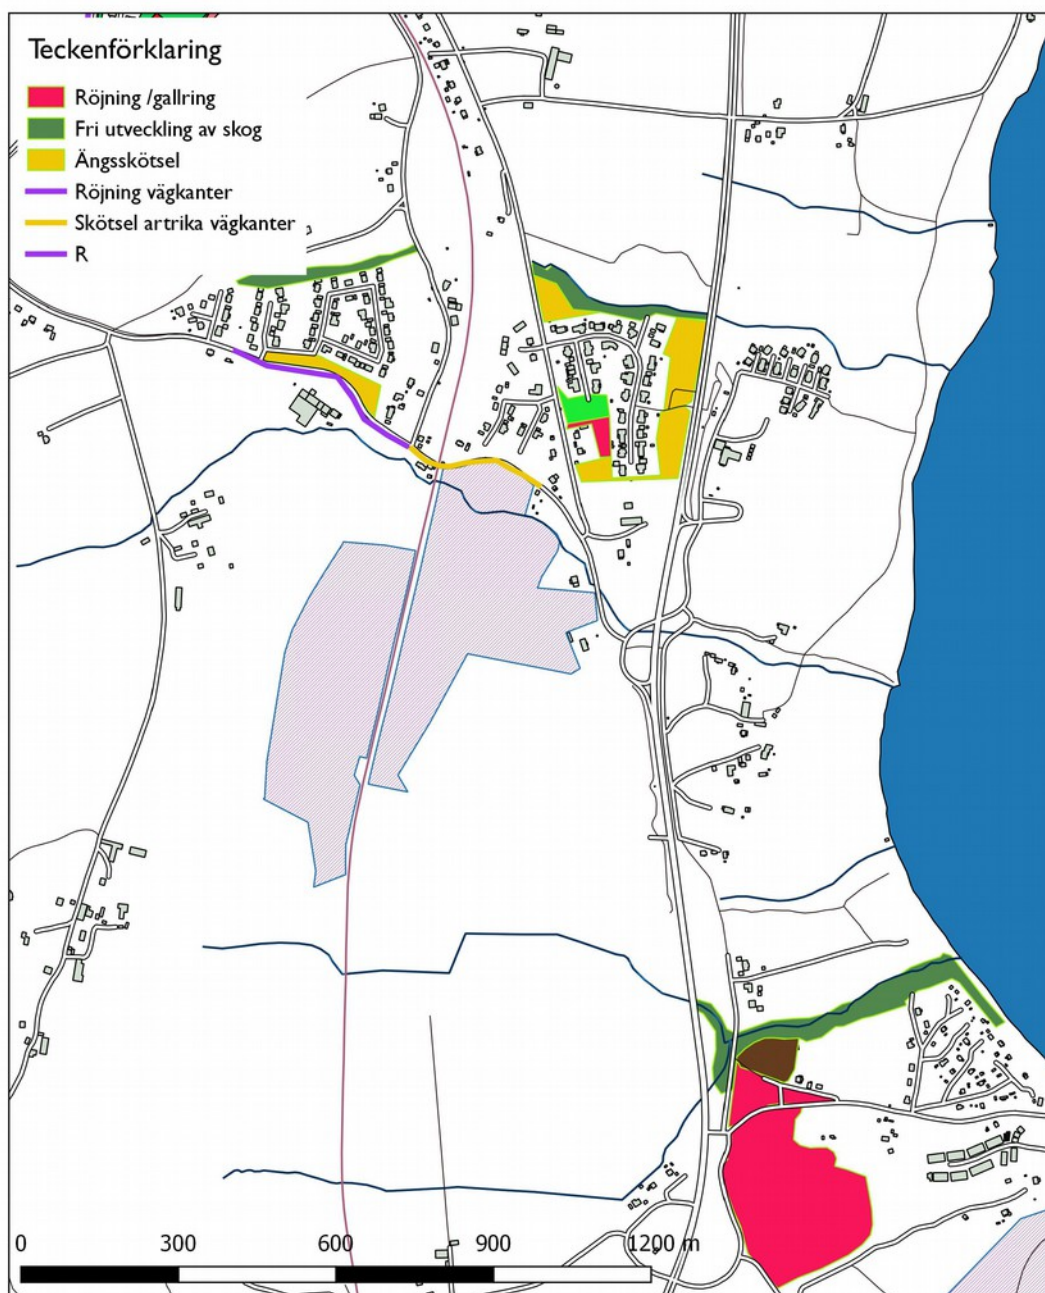 Teckenförklaring
Röjning /gallring
Fri utveckling av skog
Ängsskötsel
Röjning vägkanter
Skötsel artrika vägkanter
R
0 300 600 900 1200 m